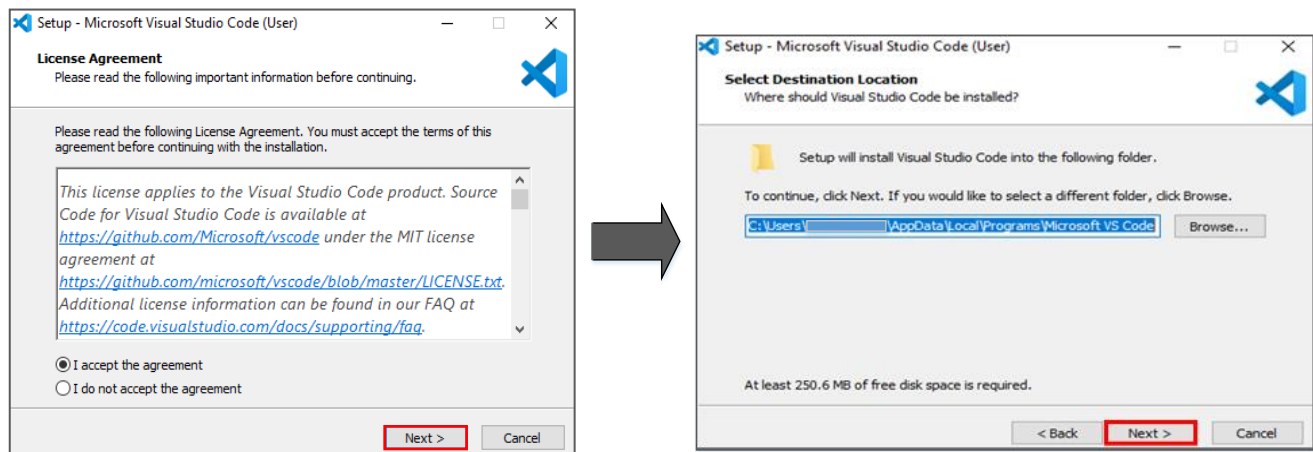 Setup - Microsoft Visual Studio Code (User)
License Agreement
Please read the following important information before continuing.
Please read the following License Agreement. You must accept the terms of this
agreement before continuing with the installation.
This license applies to the Visual Studio Code product. Source
Code for Visual Studio Code is available at
https://github.com/Microsoft/vscode under the MIT license
agreement at
https://github.com/microsoft/vscode/blob/master/LICENSE.txt.
Additional license information can be found in our FAQ at
https://code.visualstudio.com/docs/supporting/faq.
I accept the agreement
I do not accept the agreement
Next >
Cancel
Setup - Microsoft Visual Studio Code (User)
Select Destination Location
Where should Visual Studio Code be installed?
Setup will install Visual Studio Code into the following folder.
To continue, click Next. If you would like to select a different folder, click Browse.
C:\Users\ \AppData\Local\Programs\Microsoft VS Code
Browse...
At least 250.6 MB of free disk space is required.
< Back
Next >
Cancel